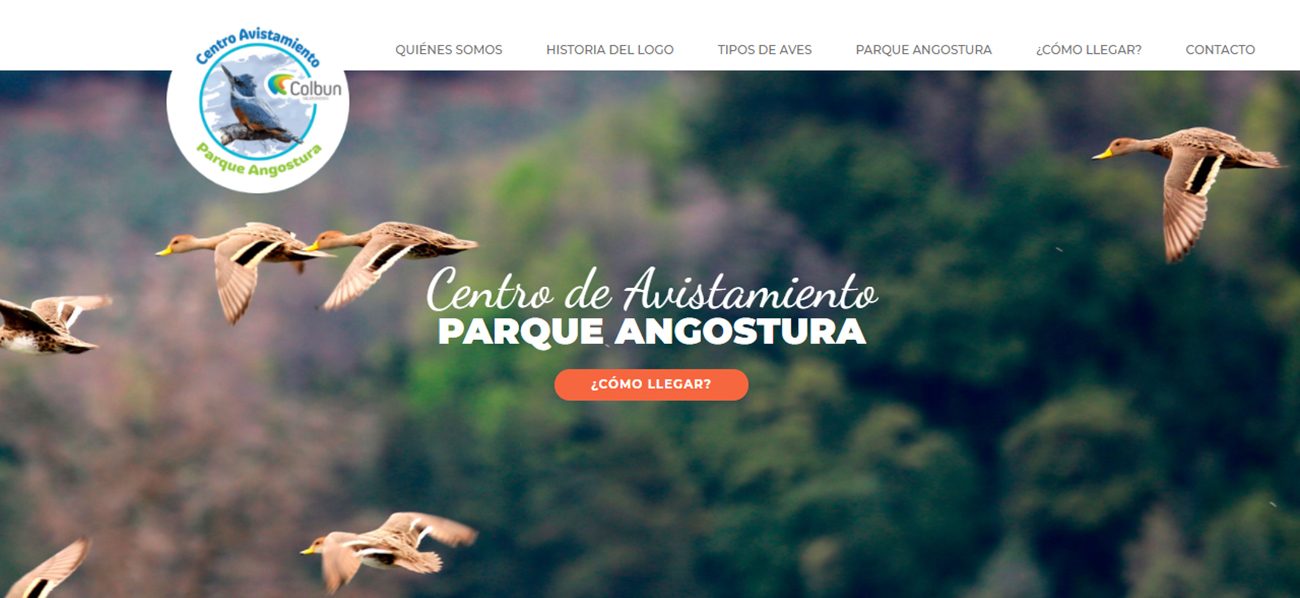 Centro Avistamiento
Colbun
Parque Angostura
QUIÉNES SOMOS
HISTORIA DEL LOGO
TIPOS DE AVES
PARQUE ANGOSTURA
¿CÓMO LLEGAR?
CONTACTO
Centro de Avistamiento
PARQUE ANGOSTURA
¿CÓMO LLEGAR?